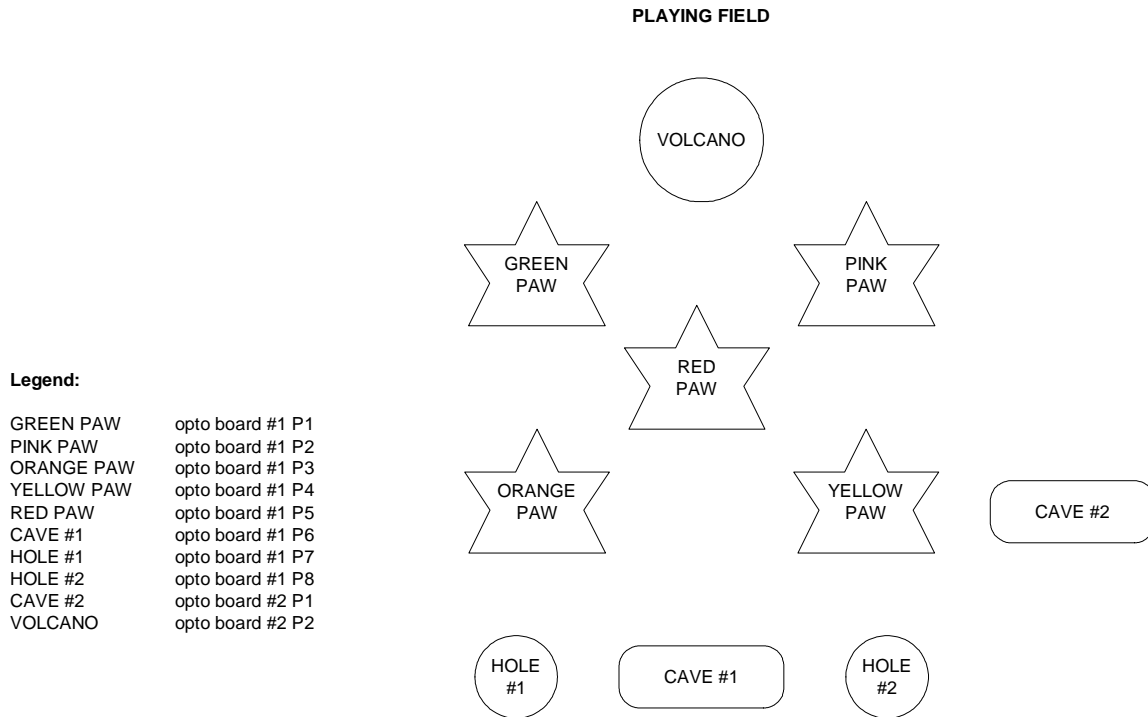 PLAYING FIELD
VOLCANO
GREEN
PAW
PINK
PAW
RED
PAW
Legend:
GREEN PAW opto board #1 P1
PINK PAW opto board #1 P2
ORANGE PAW opto board #1 P3
YELLOW PAW opto board #1 P4
RED PAW opto board #1 P5
CAVE #1 opto board #1 P6
HOLE #1 opto board #1 P7
HOLE #2 opto board #1 P8
CAVE #2 opto board #2 P1
VOLCANO opto board #2 P2
ORANGE
PAW
YELLOW
PAW
CAVE #2
HOLE
#1
CAVE #1
HOLE
#2